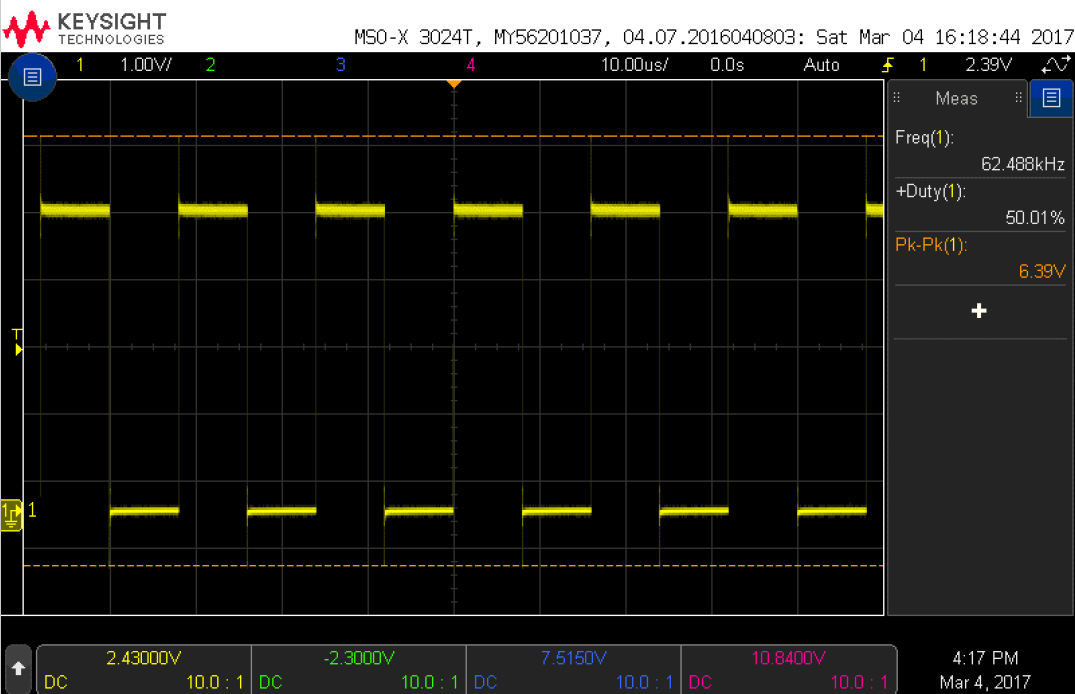 KEYSIGHT
TECHNOLOGIES
MSO-X 3024T, MY56201037, 04.07.2016040803: Sat Mar 04 16:18:44 2017
1 1.00V/ 2 3 4 10.00us/ 0.0s Auto 1 2.39V
Meas
Freq(1):
62.488kHz
+Duty(1):
50.01%
Pk-Pk(1):
6.39V
+
T
1 1
2.43000V -2.3000V 7.5150V 10.8400V 4:17 PM
DC 10.0 : 1 DC 10.0 : 1 DC 10.0 : 1 DC 10.0 : 1 Mar 4, 2017